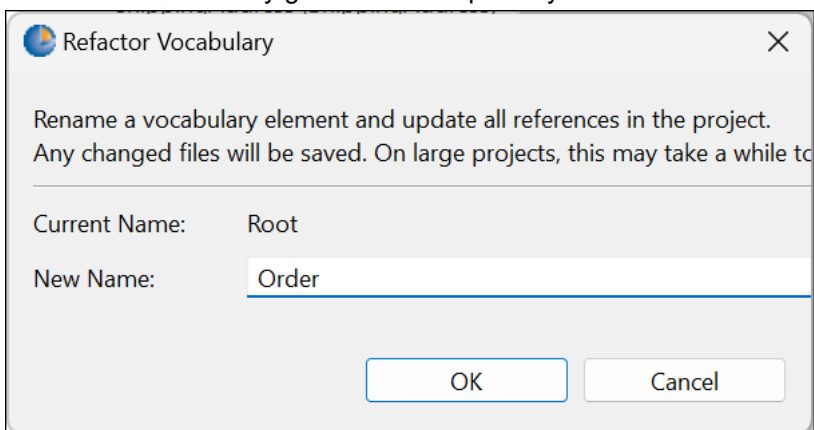 Refactor Vocabulary
Rename a vocabulary element and update all references in the project.
Any changed files will be saved. On large projects, this may take a while
Current Name: Root
New Name: Order
OK Cancel